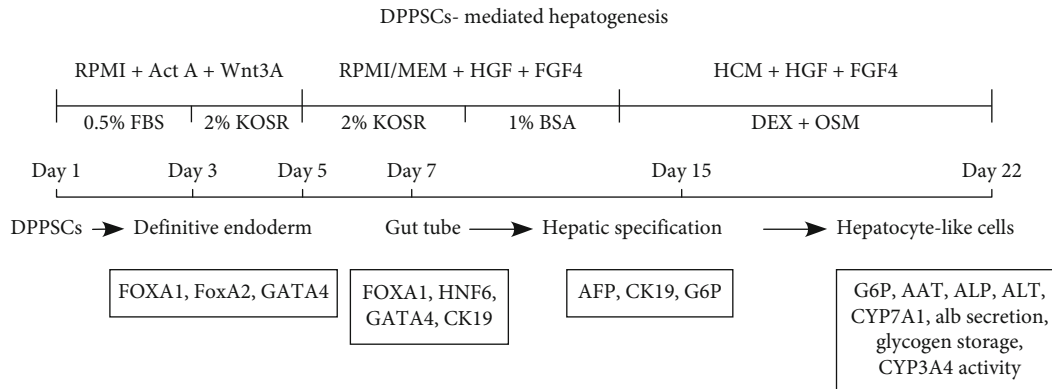 DPPSCs- mediated hepatogenesis
RPMI + Act A + Wnt3A
RPMI/MEM + HGF + FGF4
HCM + HGF + FGF4
0.5% FBS
2% KOSR
2% KOSR
1% BSA
DEX + OSM
Day 1
Day 3
Day 5
Day 7
Day 15
Day 22
DPPSCs
Definitive endoderm
Gut tube
Hepatic specification
Hepatocyte-like cells
FOXA1, FoxA2, GATA4
FOXA1, HNF6,
GATA4, CK19
AFP, CK19, G6P
G6P, AAT, ALP, ALT,
CYP7A1, alb secretion,
glycogen storage,
CYP3A4 activity